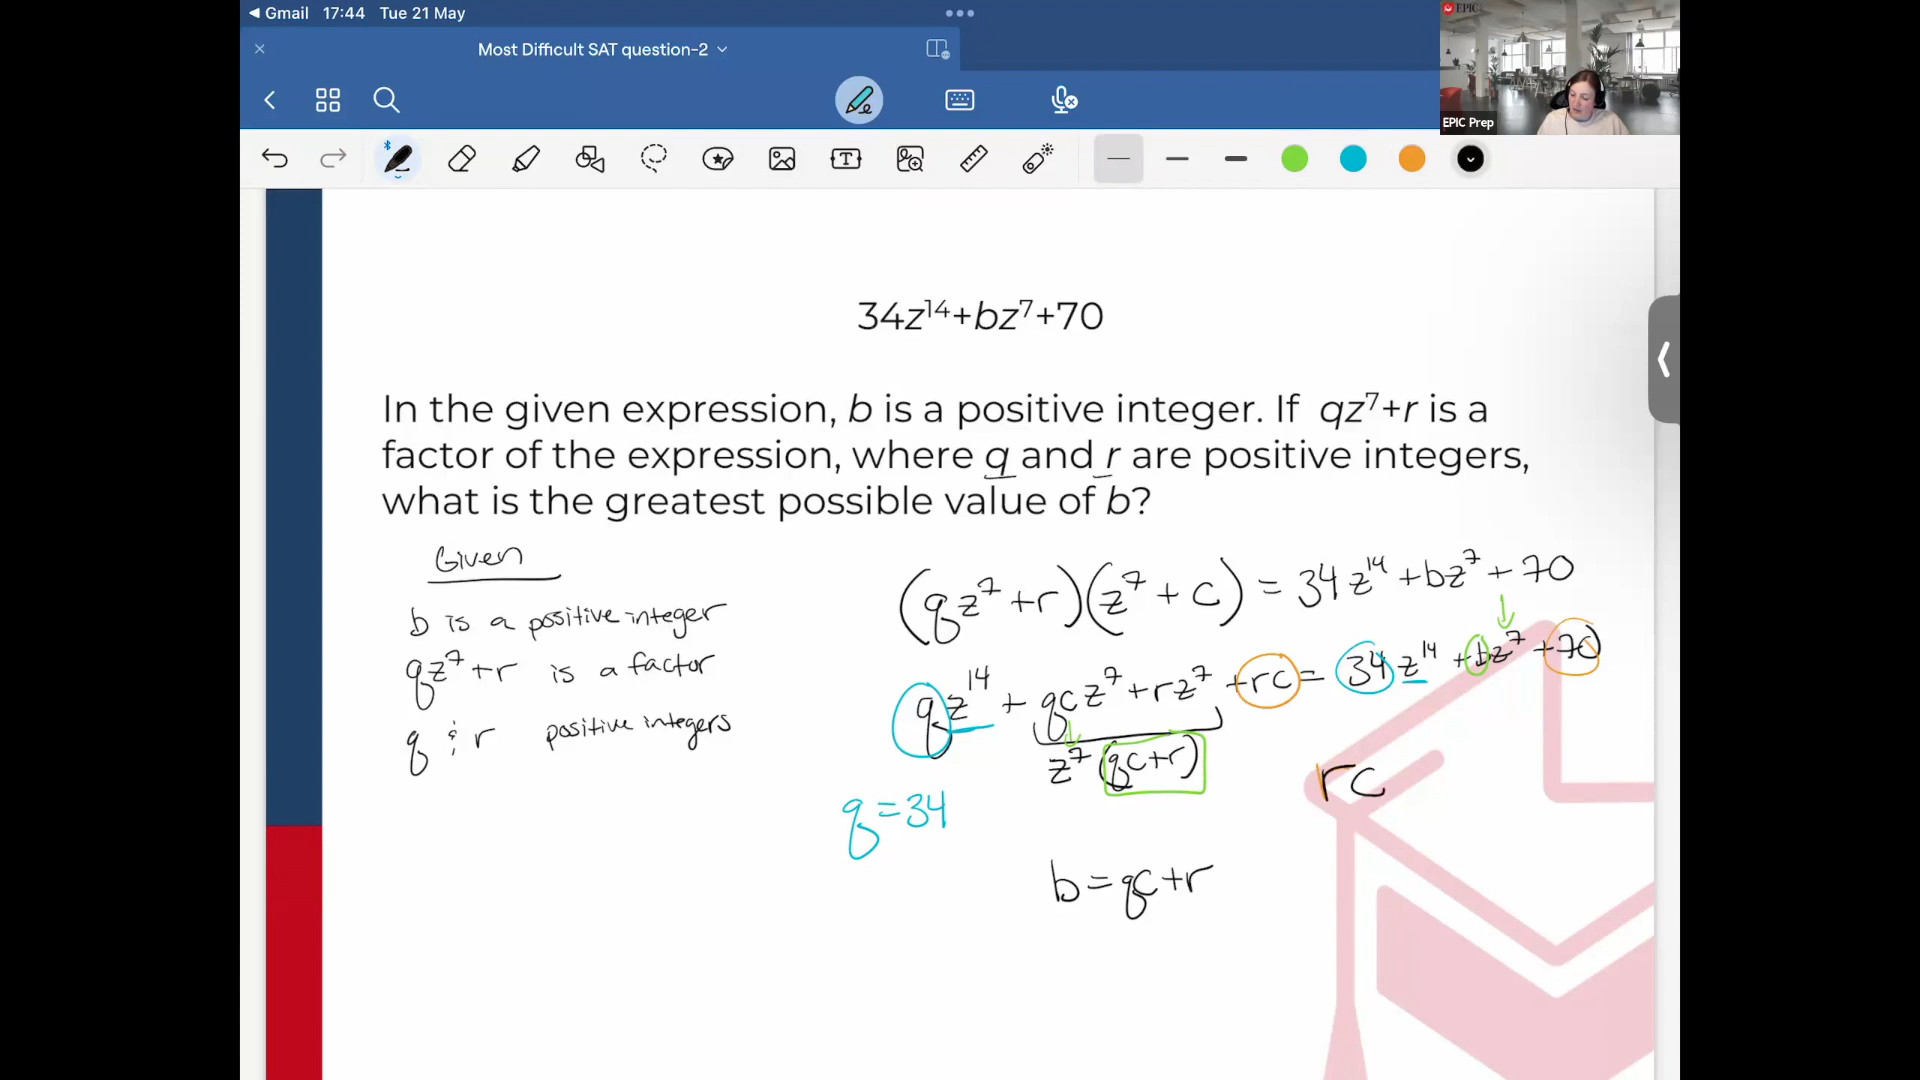 Gmail 17:44 Tue 21 May
Most Difficult SAT question-2
EPIC
EPIC Prep
34z¹⁴+bz⁷+70
In the given expression, b is a positive integer. If qz⁷+r is a
factor of the expression, where q and r are positive integers,
what is the greatest possible value of b?
Given
b is a positive integer
qz⁷+r is a factor
q & r positive integers
(qz⁷+r)(z⁷+c) = 34z¹⁴+bz⁷+70
qz¹⁴ + qcz⁷+rz⁷ +rc = 34z¹⁴ +bz⁷ +70
z⁷(qc+r)
rc
q=34
b=qc+r